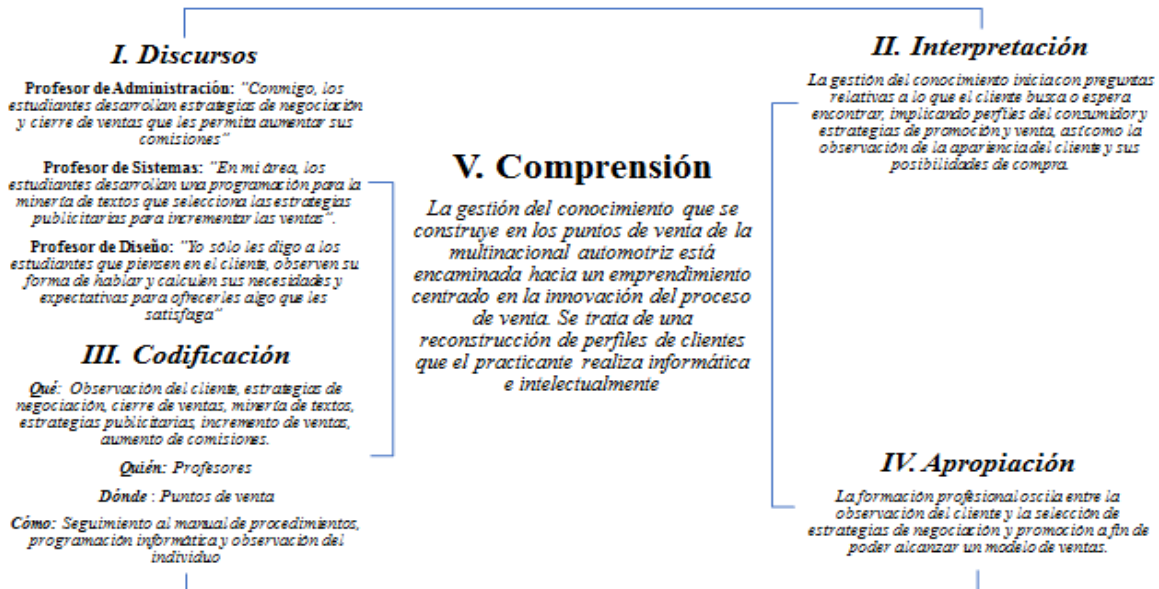 I. Discursos
Profesor de Administración: "Conmigo, los
estudiantes desarrollan estrategias de negociación
y cierre de ventas que les permita aumentar sus
comisiones"
Profesor de Sistemas: "En mi área, los
estudiantes desarrollan una programación para la
minería de textos que selecciona las estrategias
publicitarias para incrementar las ventas".
Profesor de Diseño: "Yo sólo les digo a los
estudiantes que piensen en el cliente, observen su
forma de hablar y calculen sus necesidades y
expectativas para ofrecerles algo que les
satisfaga"
II. Interpretación
La gestión del conocimiento inicia con preguntas
relativas a lo que el cliente busca o espera
encontrar, implicando perfiles del consumidor y
estrategias de promoción y venta, así como la
observación de la apariencia del cliente y sus
posibilidades de compra.
V. Comprensión
La gestión del conocimiento que se
construye en los puntos de venta de la
multinacional automotriz está
encaminada hacia un emprendimiento
centrado en la innovación del proceso
de venta. Se trata de una
reconstrucción de perfiles de clientes
que el practicante realiza informática
e intelectualmente
III. Codificación
Qué: Observación del cliente, estrategias de
negociación, cierre de ventas, minería de textos,
estrategias publicitarias, incremento de ventas,
aumento de comisiones.
Quién: Profesores
Dónde : Puntos de venta
Cómo: Seguimiento al manual de procedimientos,
programación informática y observación del
individuo
IV. Apropiación
La formación profesional oscila entre la
observación del cliente y la selección de
estrategias de negociación y promoción a fin de
poder alcanzar un modelo de ventas.